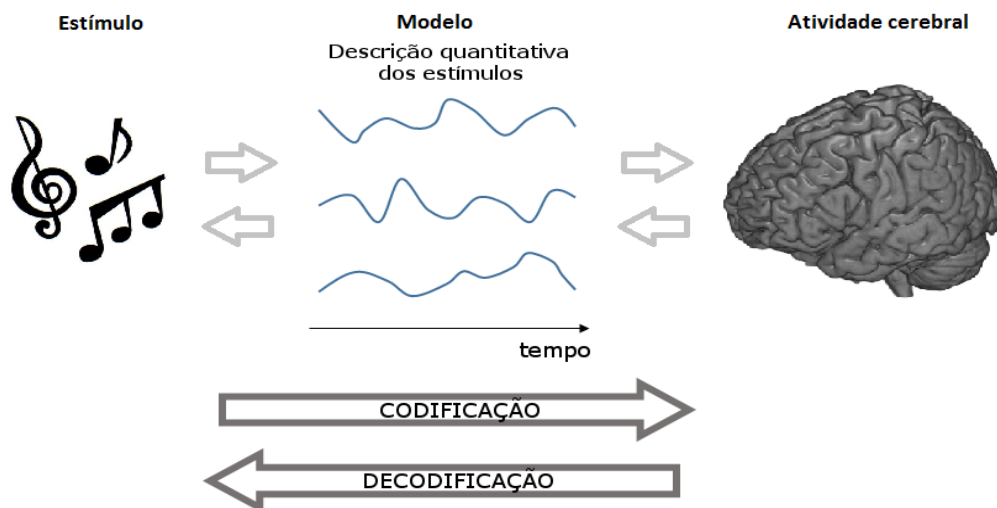 Estímulo
Modelo
Atividade cerebral
Descrição quantitativa
dos estímulos
tempo
CODIFICAÇÃO
DECODIFICAÇÃO